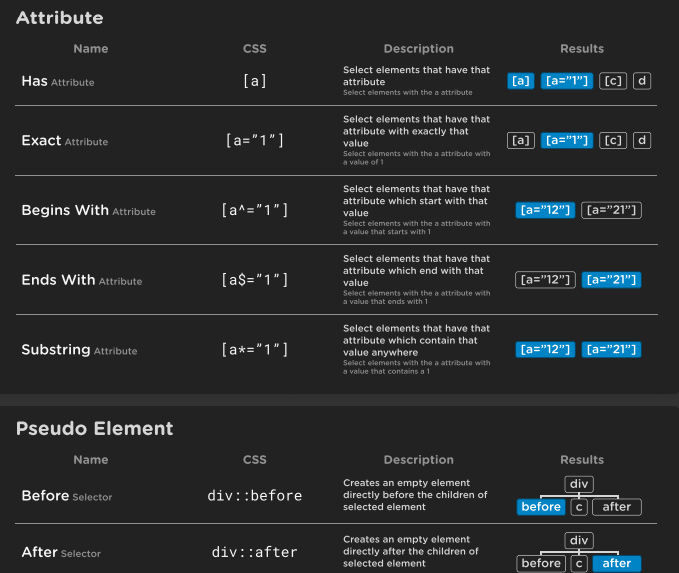 Attribute
Name CSS Description Results
Has Attribute [a] Select elements that have that
attribute
Select elements with the a attribute
[a] [a=”1”] [c] d
Exact Attribute [a=”1”] Select elements that have that
attribute with exactly that
value
Select elements with the a attribute with
a value of 1
[a] [a=”1”] [c] d
Begins With Attribute [a^=”1”] Select elements that have that
attribute which start with that
value
Select elements with the a attribute with
a value that starts with 1
[a=”12”] [a=”21”]
Ends With Attribute [a$=”1”] Select elements that have that
attribute which end with that
value
Select elements with the a attribute with
a value that ends with 1
[a=”12”] [a=”21”]
Substring Attribute [a*=”1”] Select elements that have that
attribute which contain that
value anywhere
Select elements with the a attribute with
a value that contains a 1
[a=”12”] [a=”21”]
Pseudo Element
Name CSS Description Results
Before Selector div::before Creates an empty element
directly before the children of
selected element
div
before c after
After Selector div::after Creates an empty element
directly after the children of
selected element
div
before c after